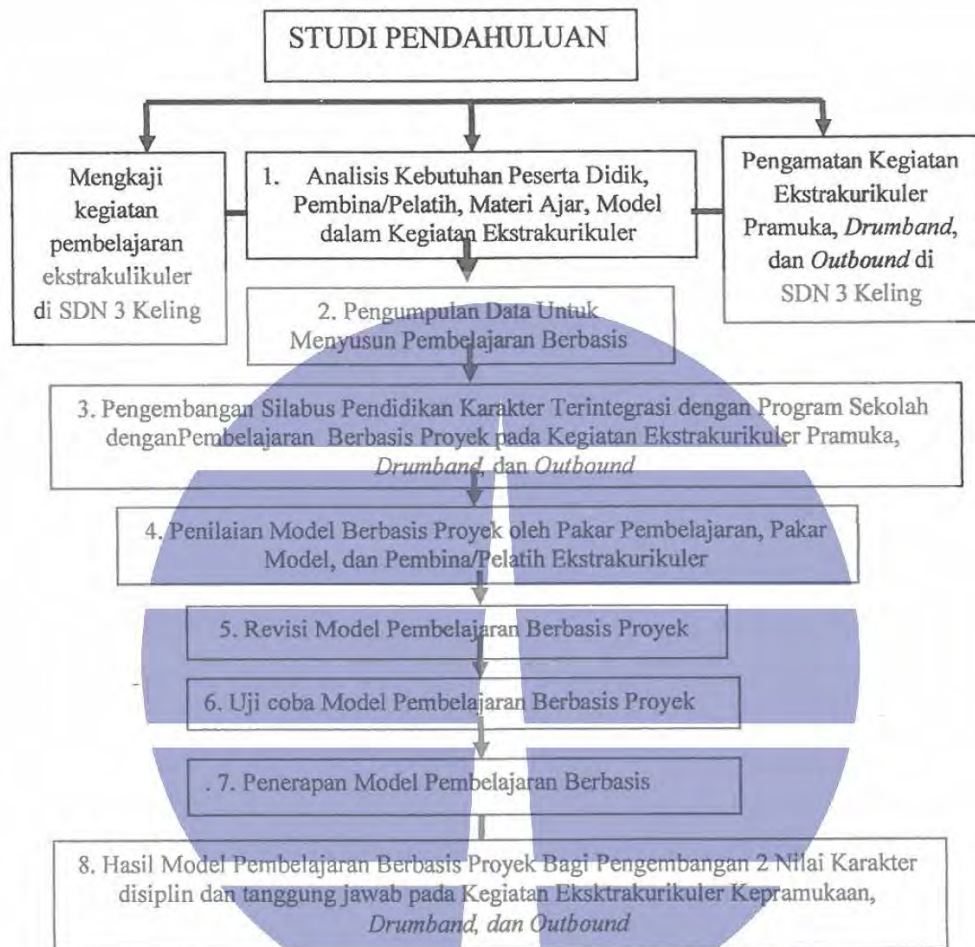 STUDI PENDAHULUAN
Mengkaji
kegiatan
pembelajaran
ekstrakulikuler
di SDN 3 Keling
1. Analisis Kebutuhan Peserta Didik,
Pembina/Pelatih, Materi Ajar, Model
dalam Kegiatan Ekstrakurikuler
Pengamatan Kegiatan
Ekstrakurikuler
Pramuka, Drumband,
dan Outbound di
SDN 3 Keling
2. Pengumpulan Data Untuk
Menyusun Pembelajaran Berbasis
3. Pengembangan Silabus Pendidikan Karakter Terintegrasi dengan Program Sekolah
denganPembelajaran Berbasis Proyek pada Kegiatan Ekstrakurikuler Pramuka,
Drumband, dan Outbound
4. Penilaian Model Berbasis Proyek oleh Pakar Pembelajaran, Pakar
Model, dan Pembina/Pelatih Ekstrakurikuler
5. Revisi Model Pembelajaran Berbasis Proyek
6. Uji coba Model Pembelajaran Berbasis Proyek
. 7. Penerapan Model Pembelajaran Berbasis
8. Hasil Model Pembelajaran Berbasis Proyek Bagi Pengembangan 2 Nilai Karakter
disiplin dan tanggung jawab pada Kegiatan Eksktrakurikuler Kepramukaan,
Drumband, dan Outbound